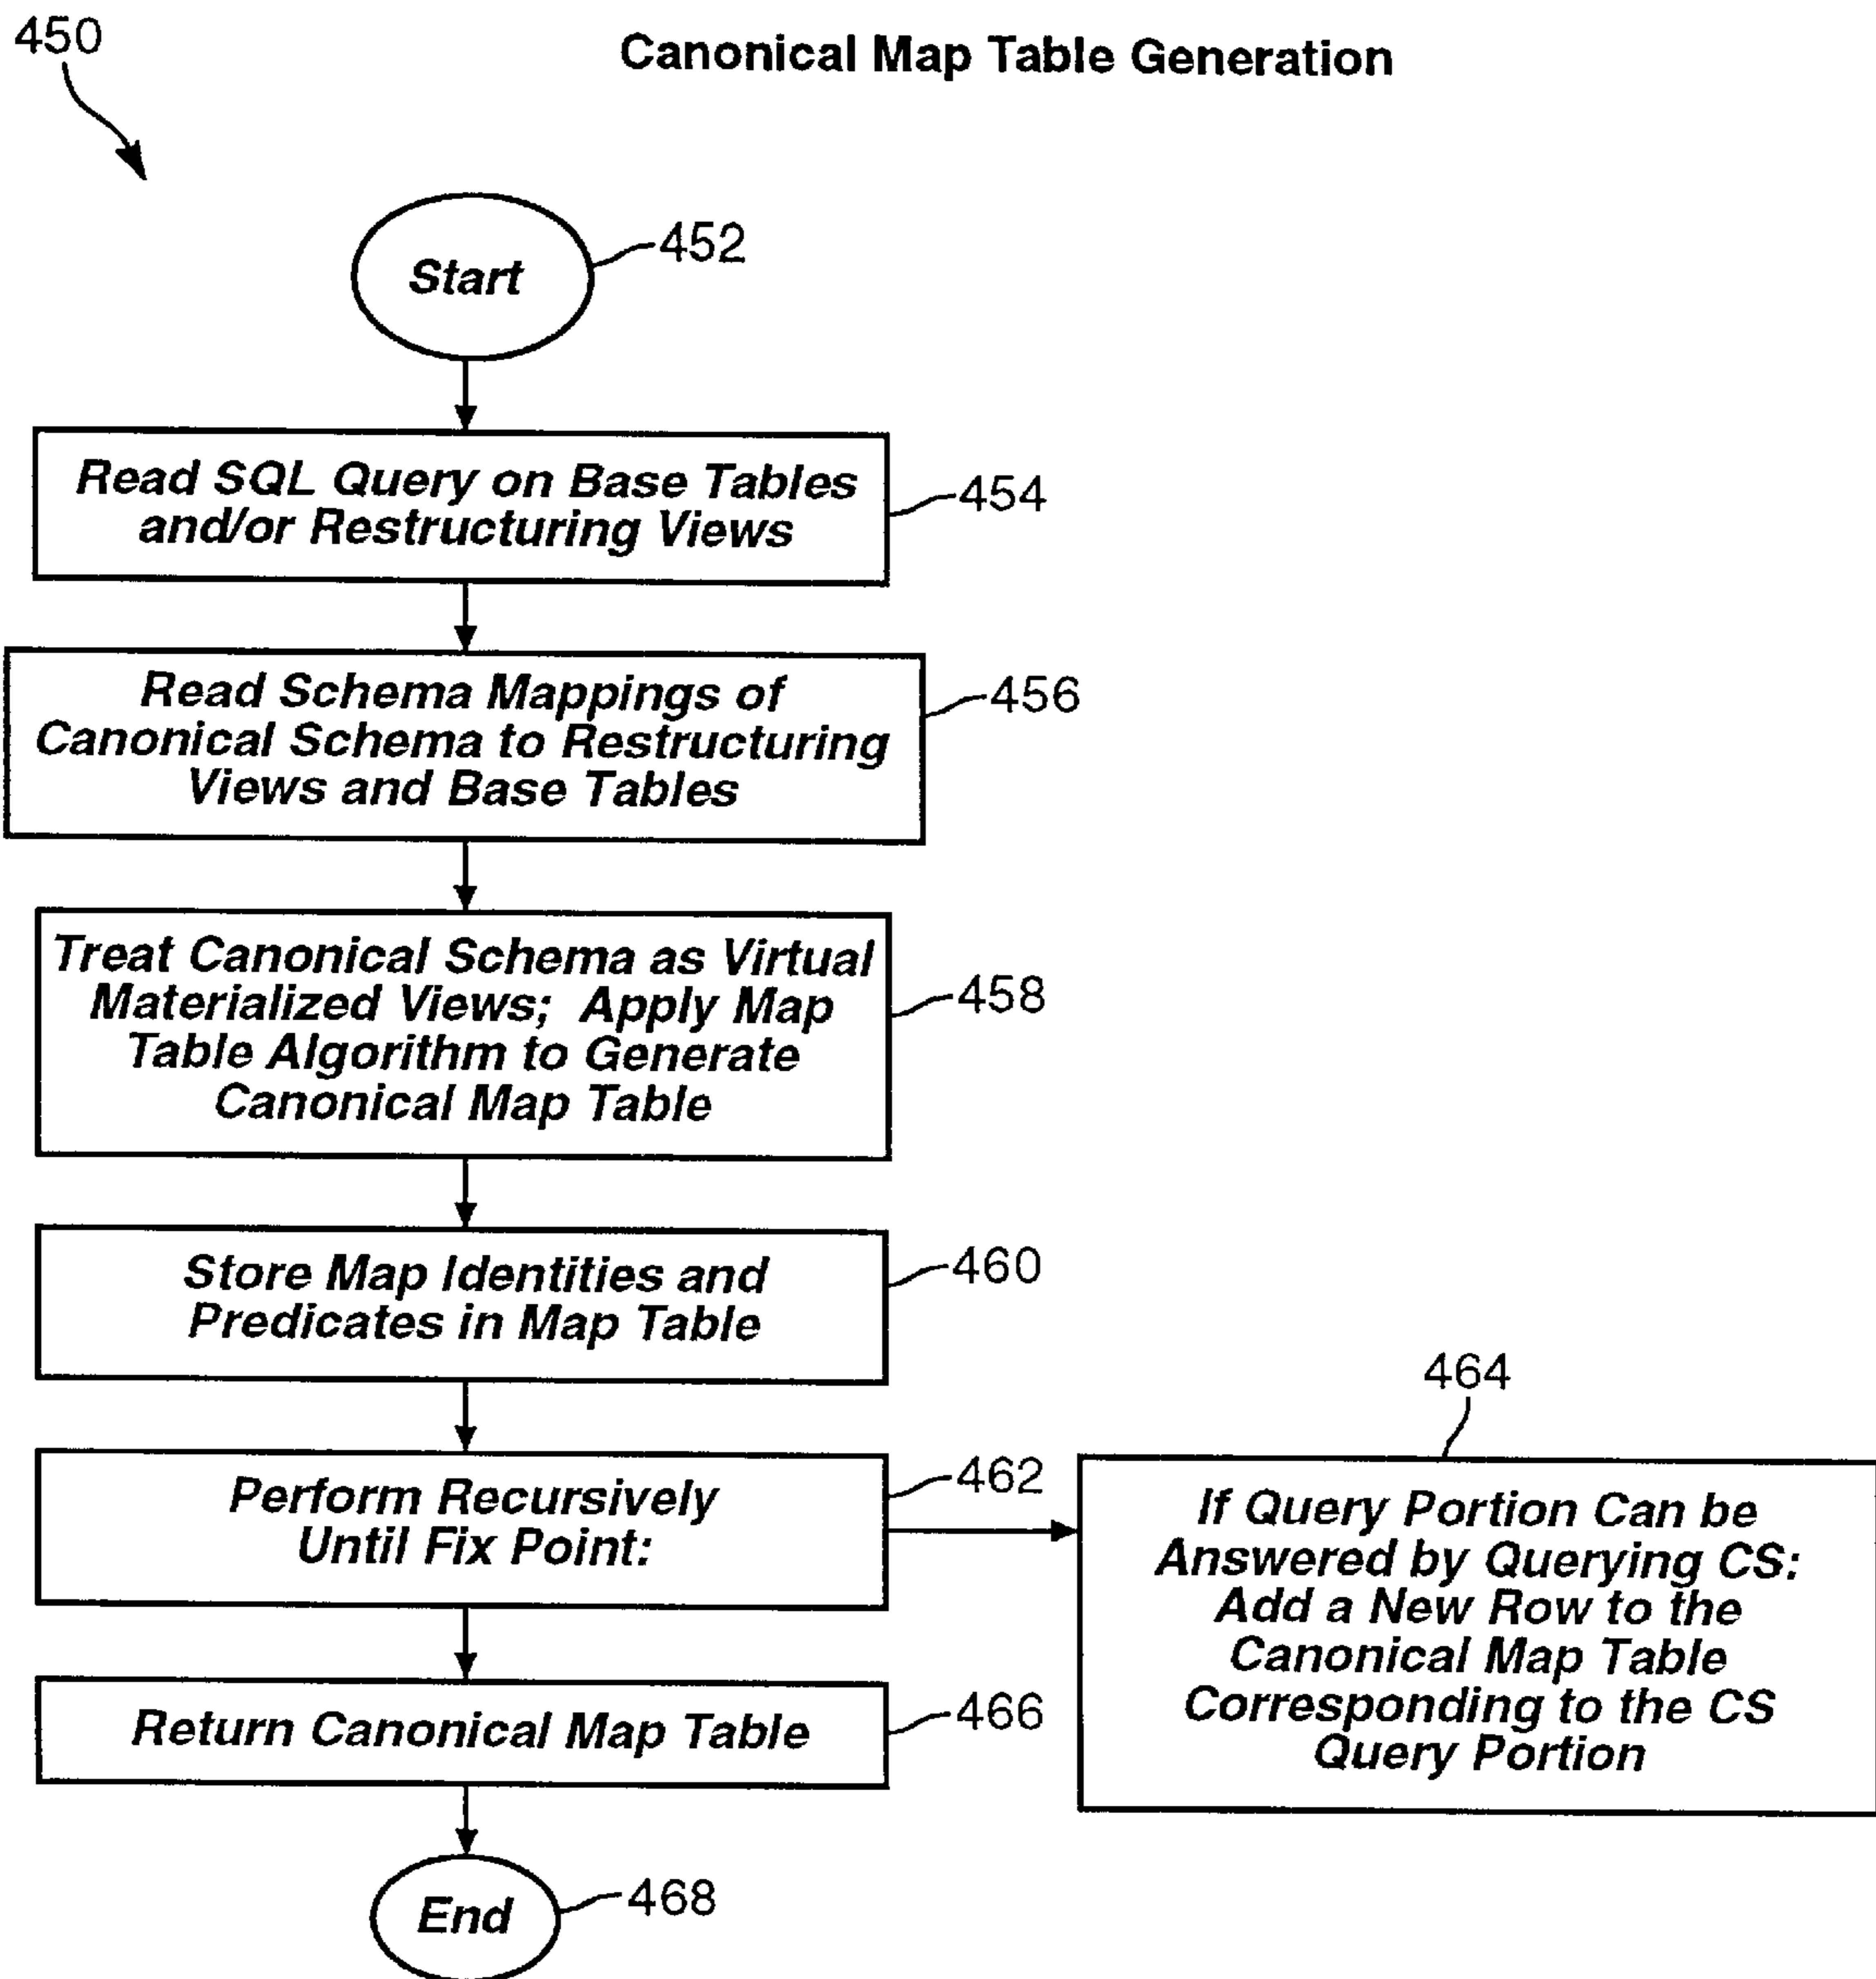 450
Canonical Map Table Generation
Start
452
Read SQL Query on Base Tables
and/or Restructuring Views
454
Read Schema Mappings of
Canonical Schema to Restructuring
Views and Base Tables
456
Treat Canonical Schema as Virtual
Materialized Views; Apply Map
Table Algorithm to Generate
Canonical Map Table
458
Store Map Identities and
Predicates in Map Table
460
Perform Recursively
Until Fix Point:
462
464
If Query Portion Can be
Answered by Querying CS:
Add a New Row to the
Canonical Map Table
Corresponding to the CS
Query Portion
Return Canonical Map Table
466
End
468